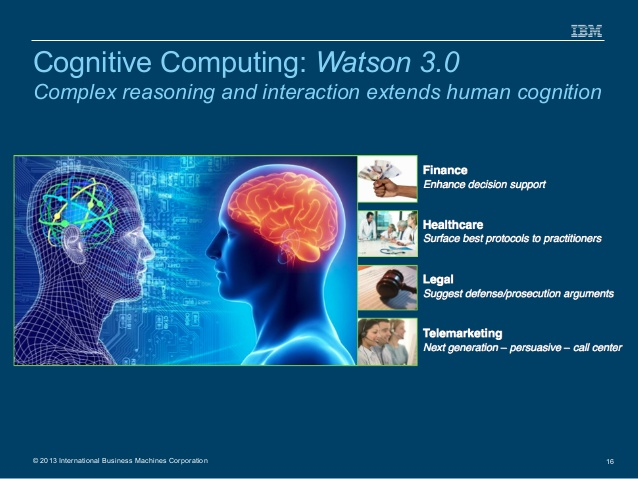 IBM
Cognitive Computing: Watson 3.0
Complex reasoning and interaction extends human cognition
Finance
Enhance decision support
Healthcare
Surface best protocols to practitioners
Legal
Suggest defense/prosecution arguments
Telemarketing
Next generation – persuasive – call center
© 2013 International Business Machines Corporation
16